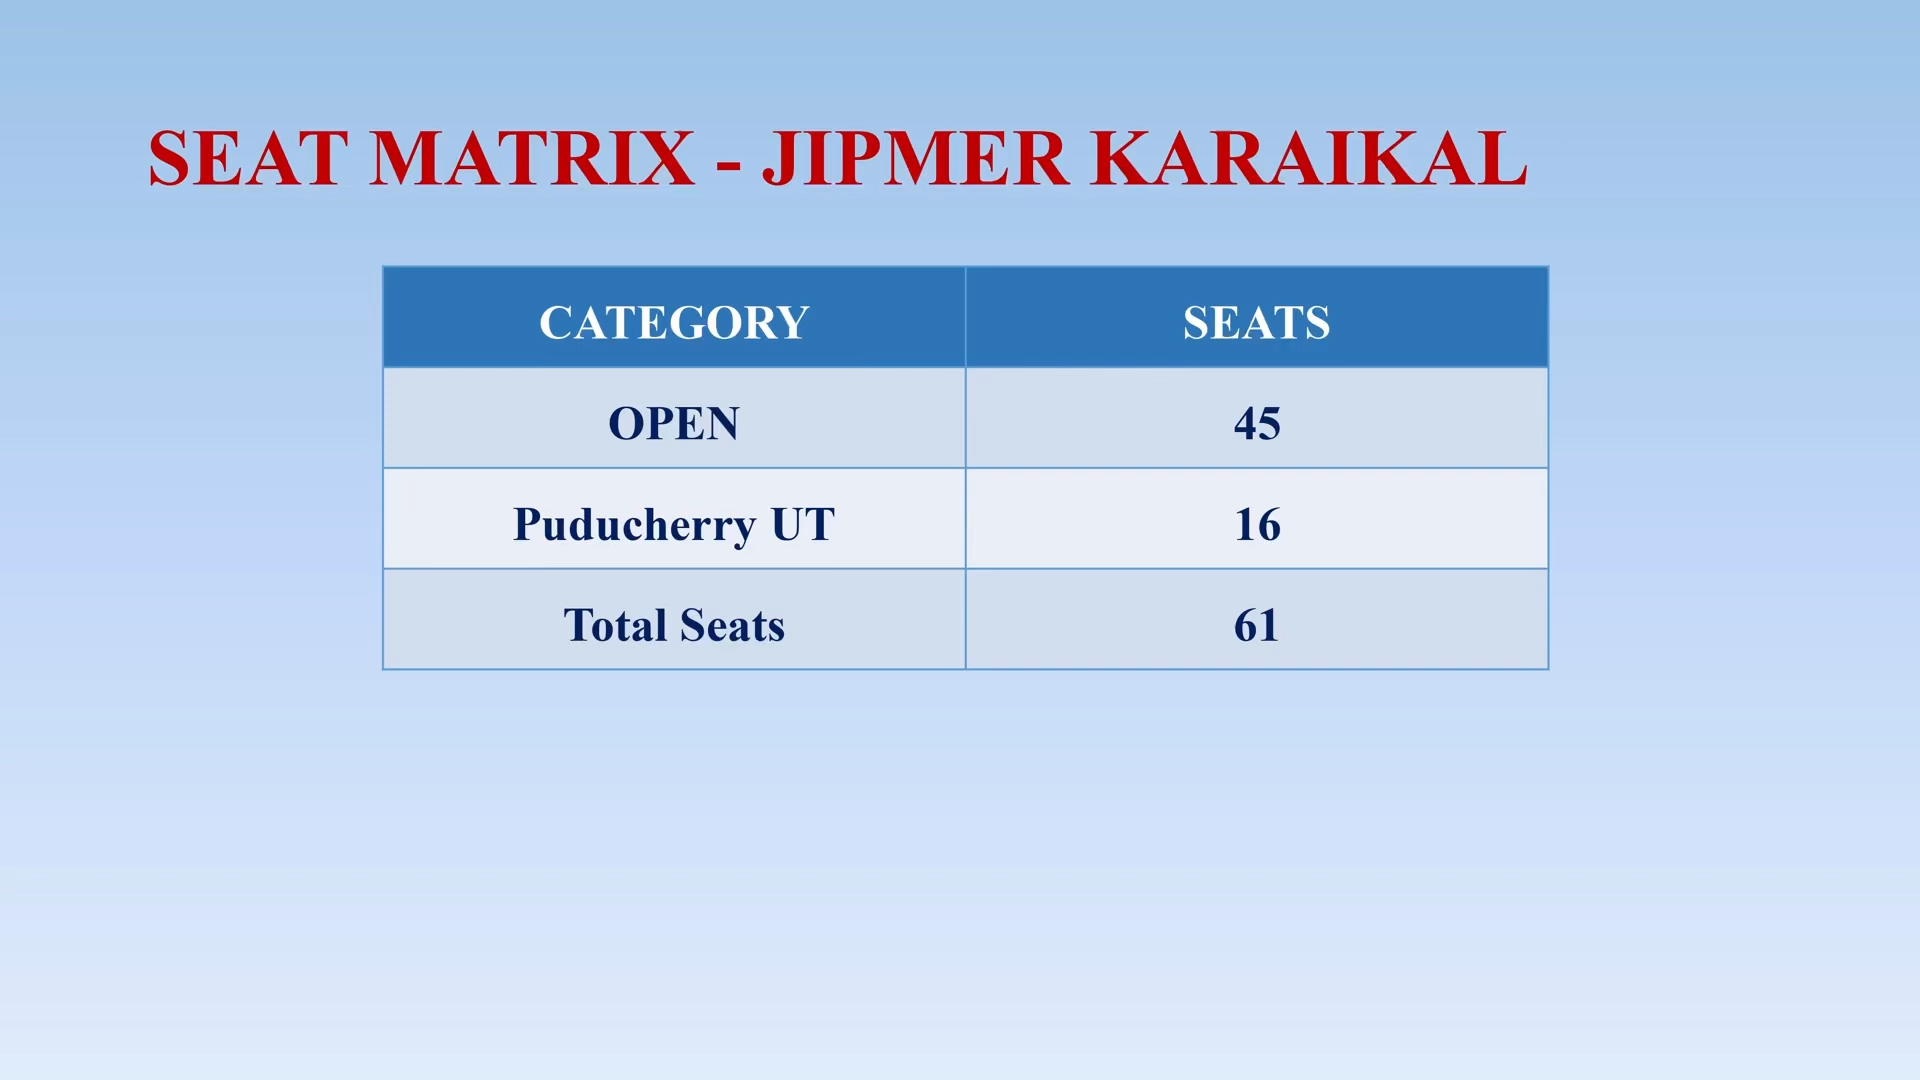 SEAT MATRIX - JIPMER KARAIKAL
CATEGORY SEATS
OPEN 45
Puducherry UT 16
Total Seats 61